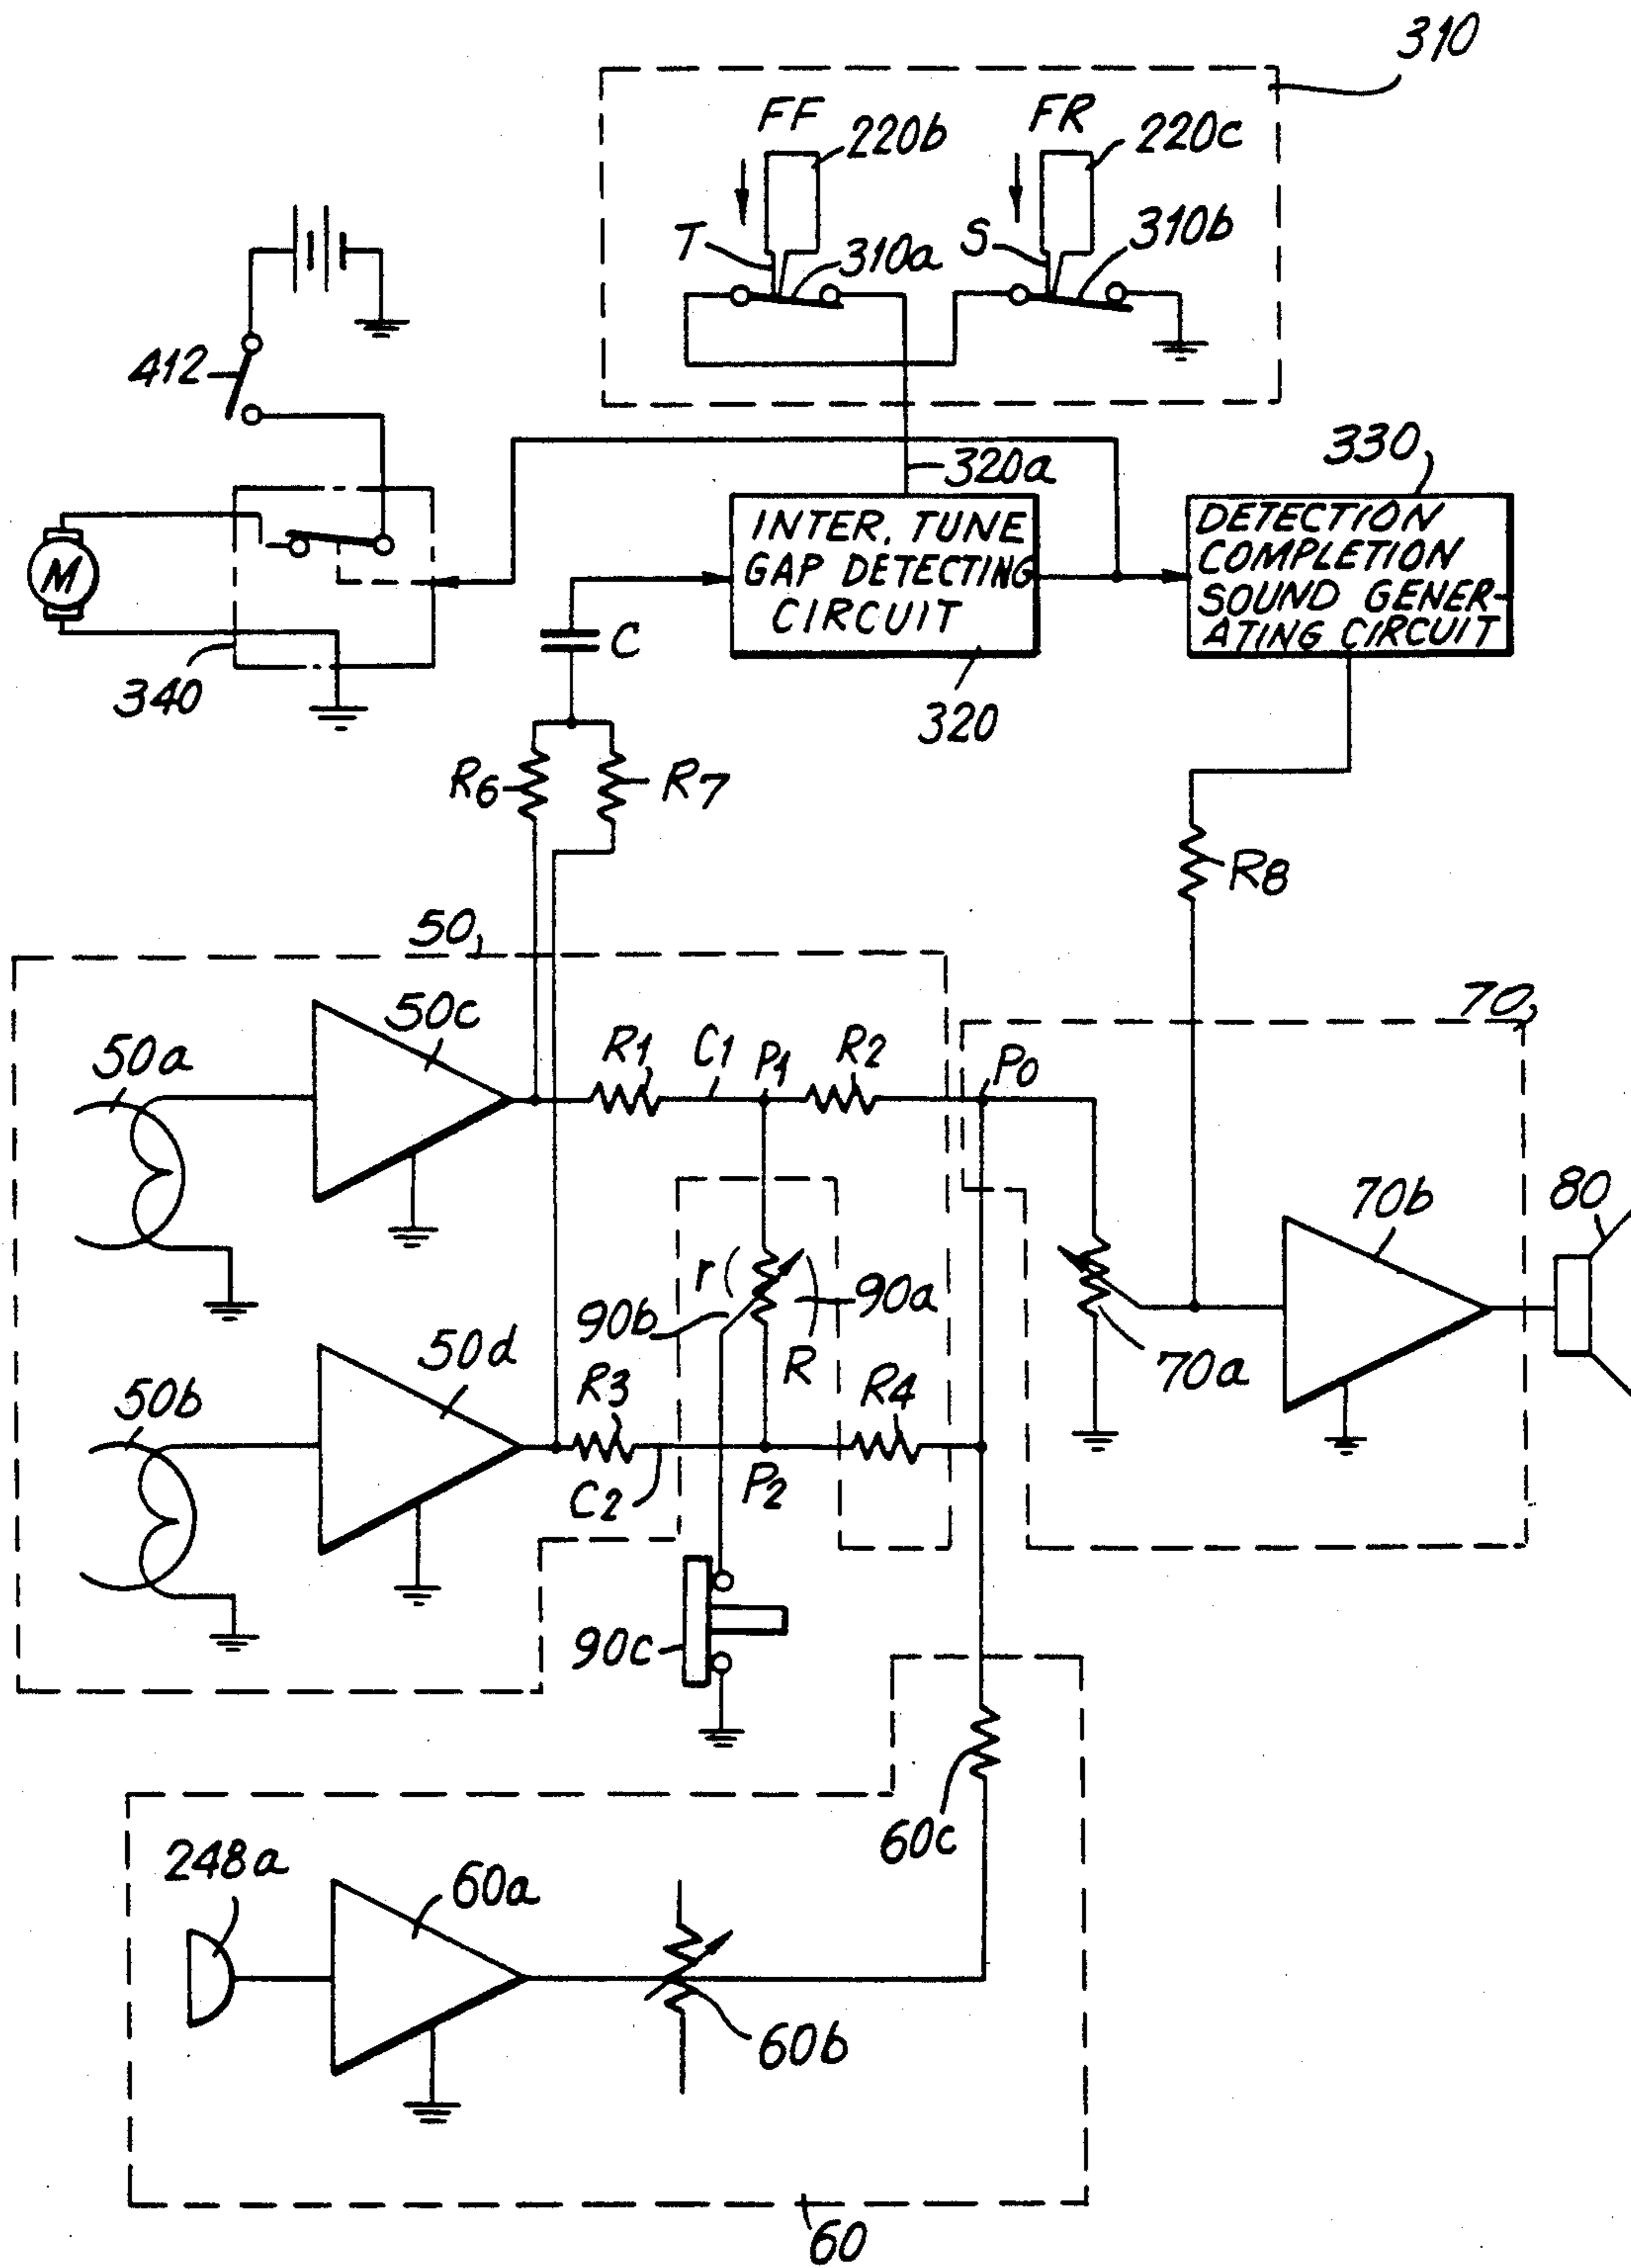 310
FF
FR
220b
220c
T
310a
S
310b
412
320a
330
INTER. TUNE
GAP DETECTING
CIRCUIT
DETECTION
COMPLETION
SOUND GENER-
ATING CIRCUIT
M
C
340
320
R6
R7
R8
50
50c
70
50a
R1
C1
P1
R2
P0
70b
80
r
90b
90a
R
50d
70a
50b
R3
R4
C2
P2
90c
60c
248a
60a
60b
60